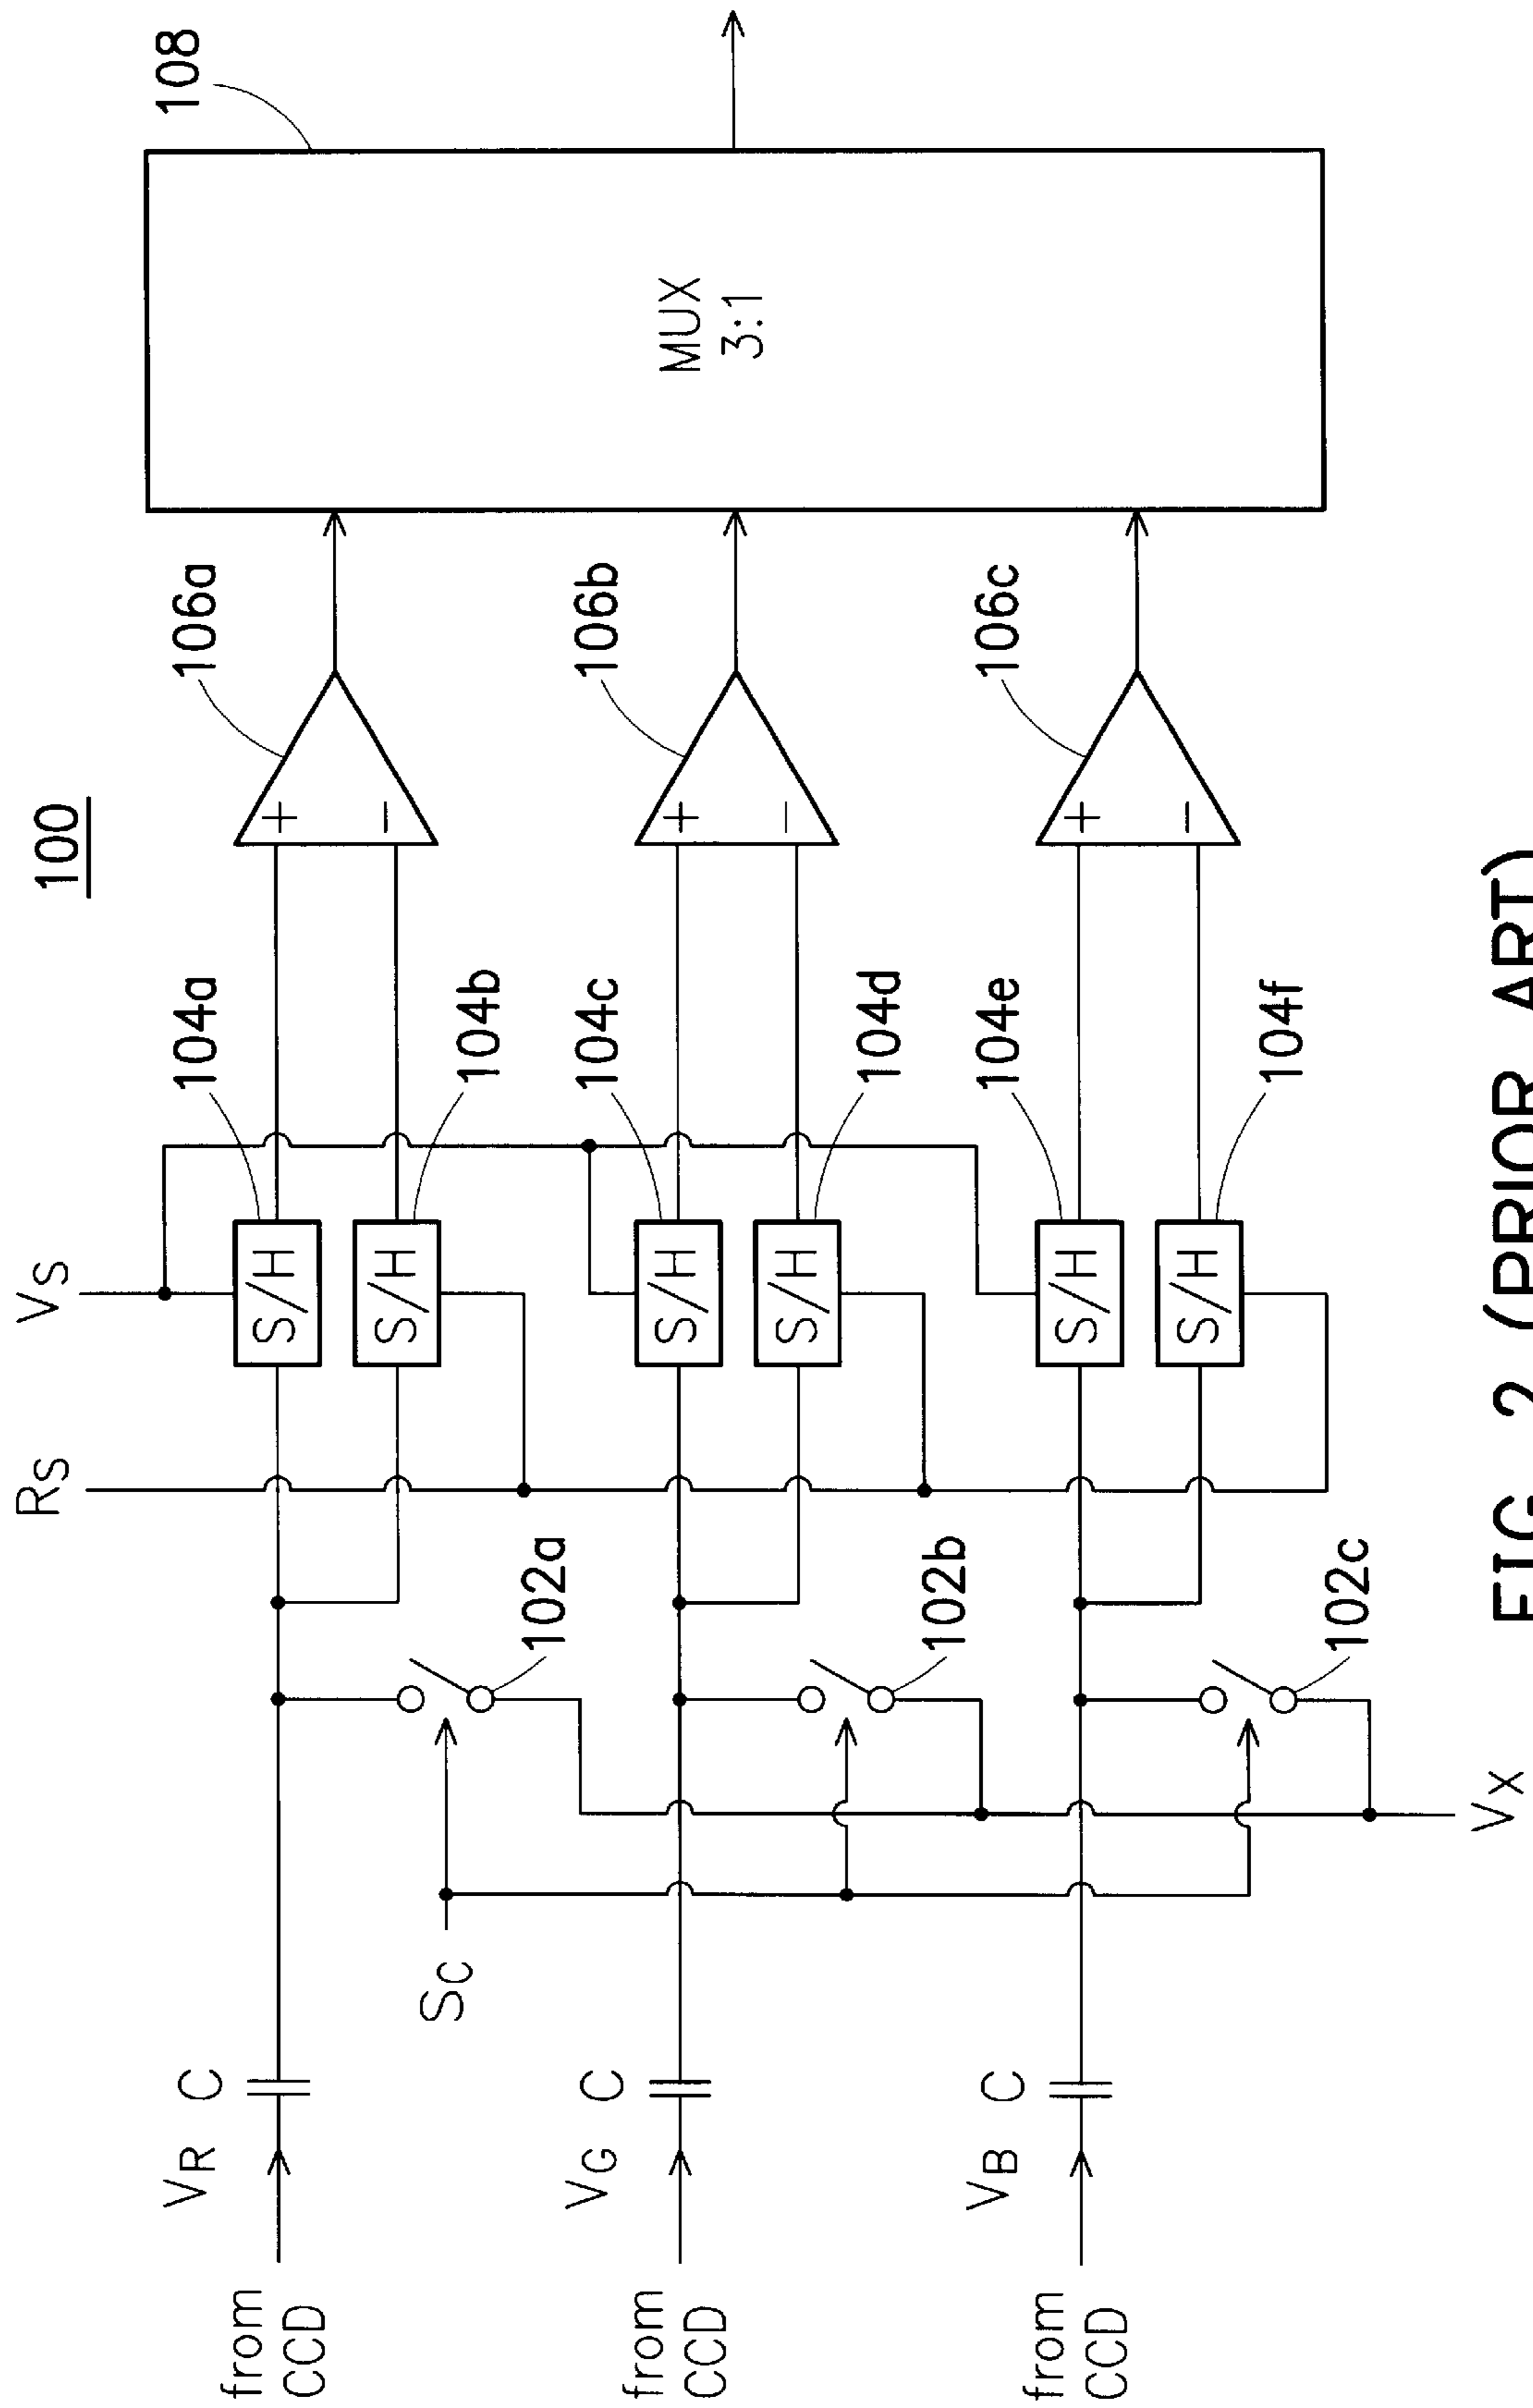 100
VS
RS
108
106a
106b
106c
104a
104b
104c
104d
104e
104f
102a
102b
102c
+
−
+
−
+
−
S/H
S/H
S/H
S/H
S/H
S/H
MUX
3:1
from
CCD
VR
C
SC
from
CCD
VG
C
from
CCD
VB
C
VX
FIG. 2 (PRIOR ART)